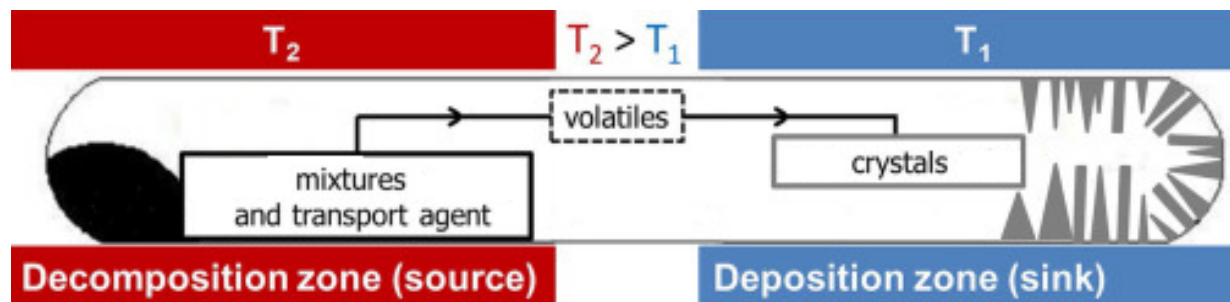 T₂
T₂ > T₁
T₁
volatiles
mixtures
and transport agent
crystals
Decomposition zone (source)
Deposition zone (sink)